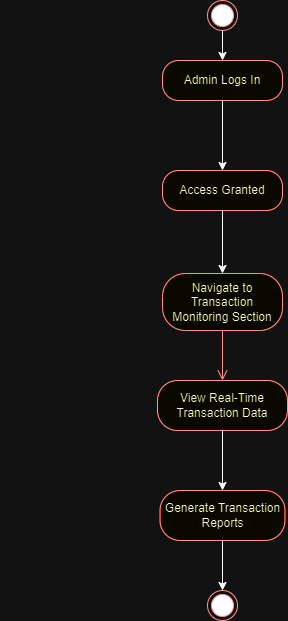 Admin Logs In
Access Granted
Navigate to
Transaction
Monitoring Section
View Real-Time
Transaction Data
Generate Transaction
Reports